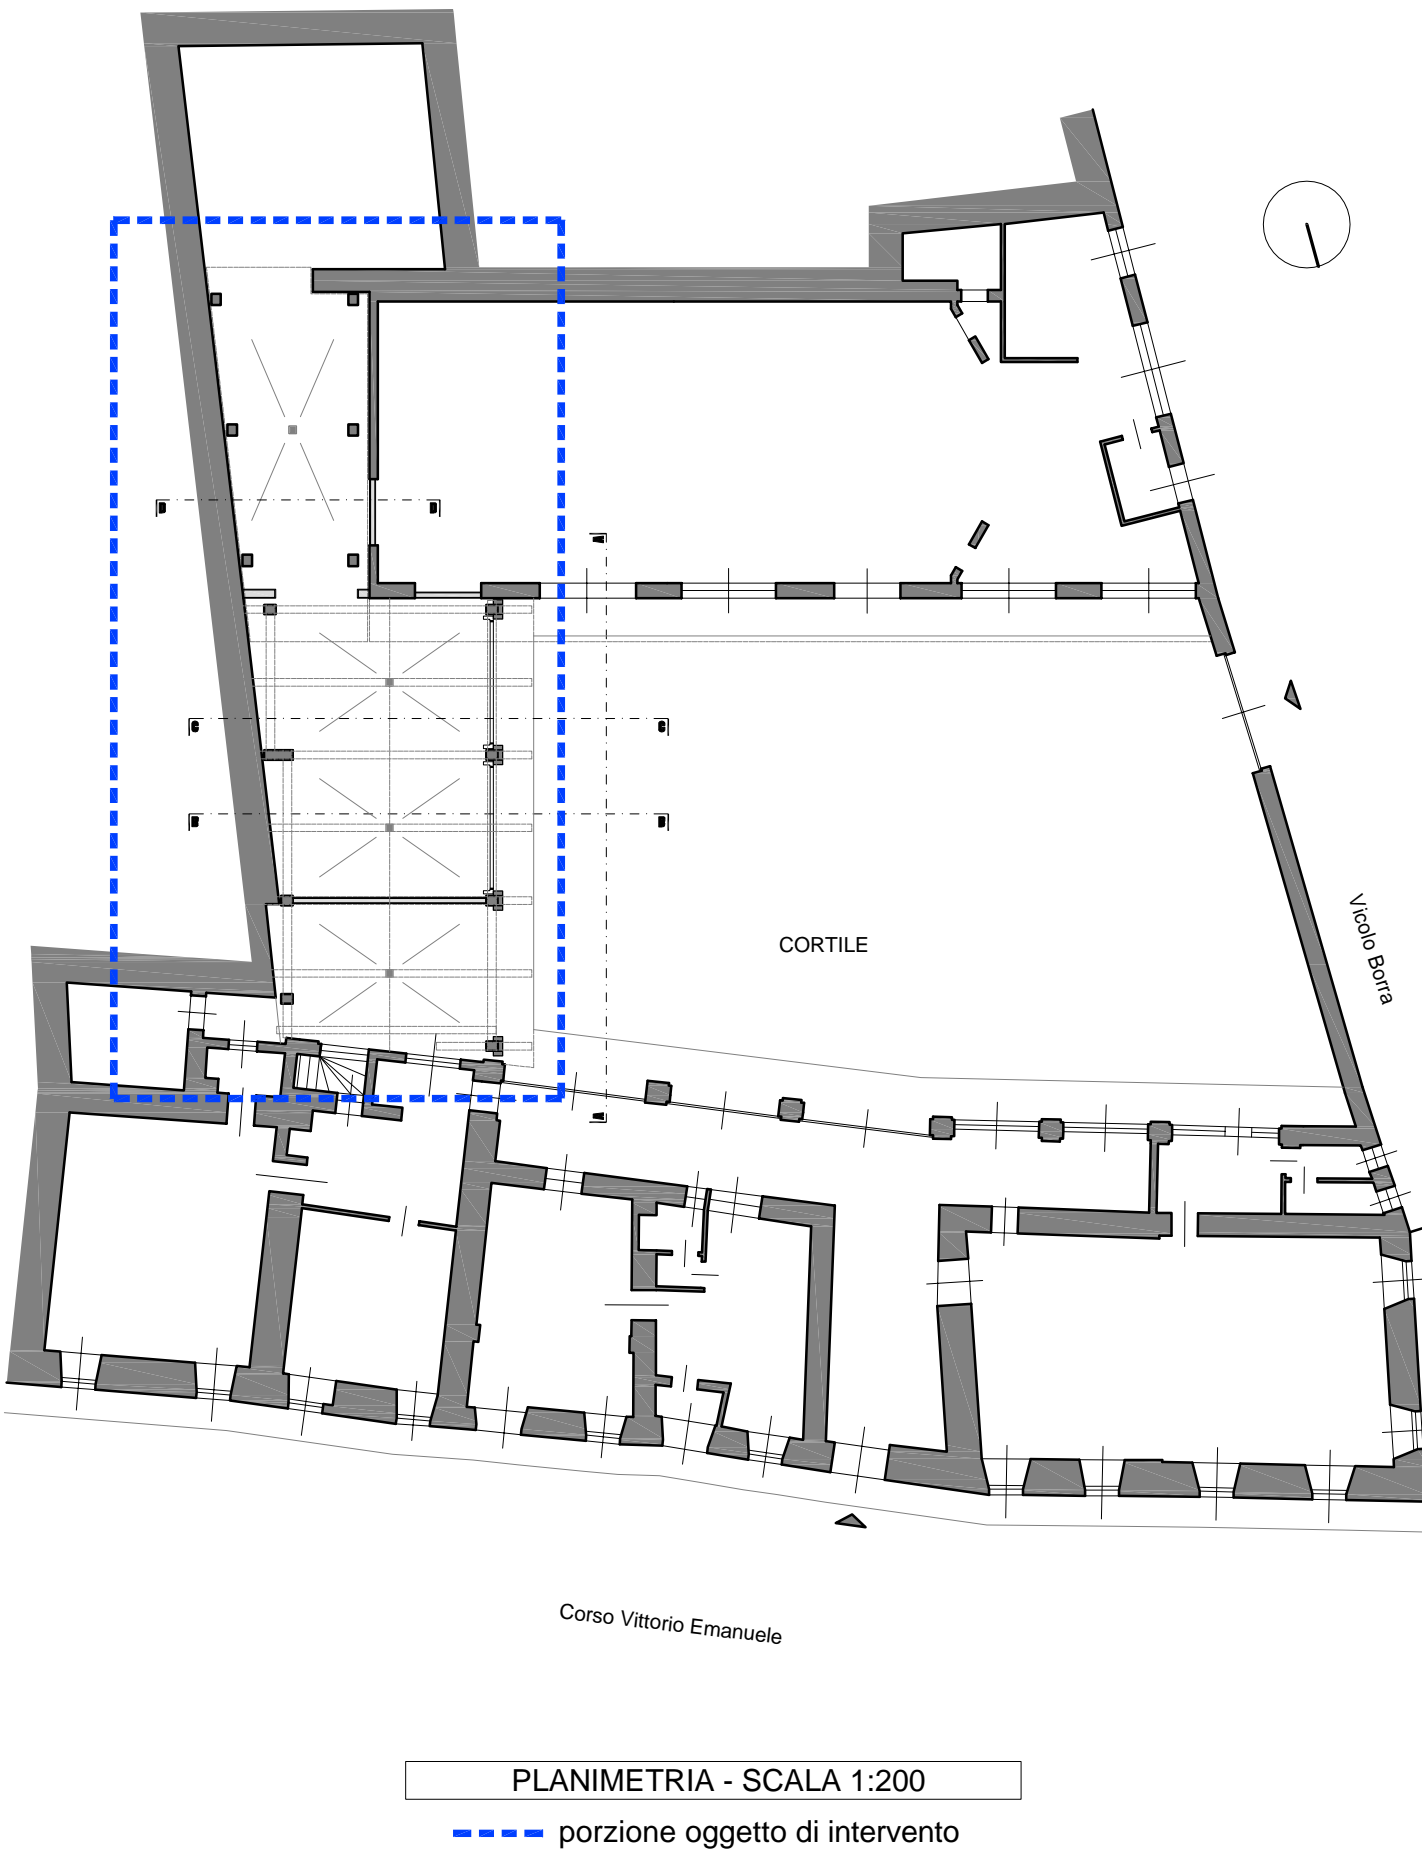 D D
A
C C
B B
CORTILE
Vicolo Borra
A
Corso Vittorio Emanuele
PLANIMETRIA - SCALA 1:200
porzione oggetto di intervento